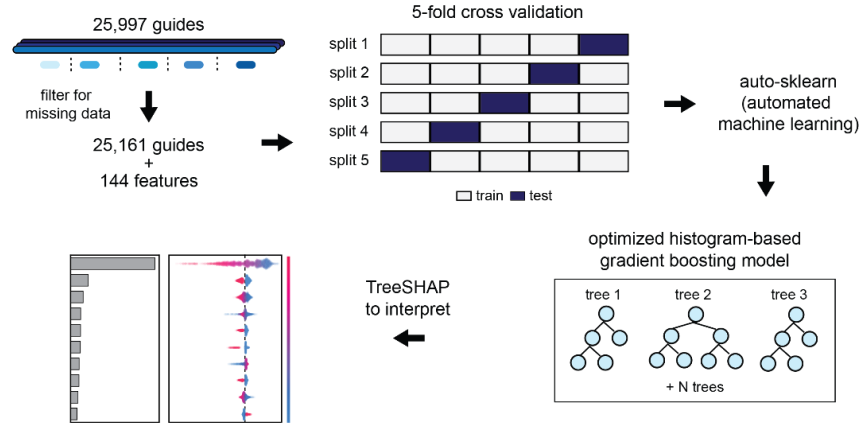 25,997 guides
filter for
missing data
25,161 guides
+
144 features
5-fold cross validation
split 1
split 2
split 3
split 4
split 5
train
test
auto-sklearn
(automated
machine learning)
optimized histogram-based
gradient boosting model
tree 1
tree 2
tree 3
+ N trees
TreeSHAP
to interpret